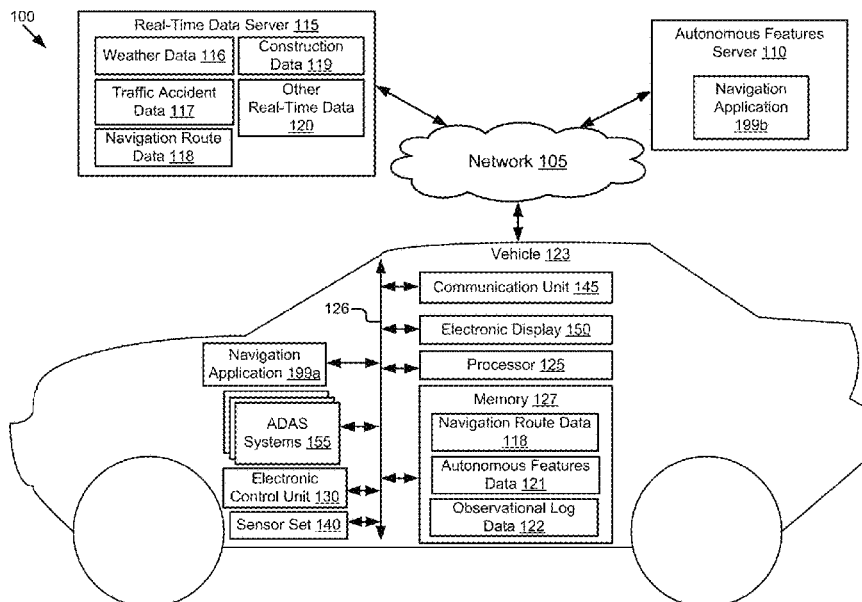 100
Real-Time Data Server 115
Weather Data 116
Construction
Data 119
Traffic Accident
Data 117
Other
Real-Time Data
120
Navigation Route
Data 118
Autonomous Features
Server 110
Navigation
Application
199b
Network 105
Vehicle 123
126
Communication Unit 145
Electronic Display 150
Processor 125
Navigation
Application 199a
ADAS
Systems 155
Electronic
Control Unit 130
Sensor Set 140
Memory 127
Navigation Route Data
118
Autonomous Features
Data 121
Observational Log
Data 122